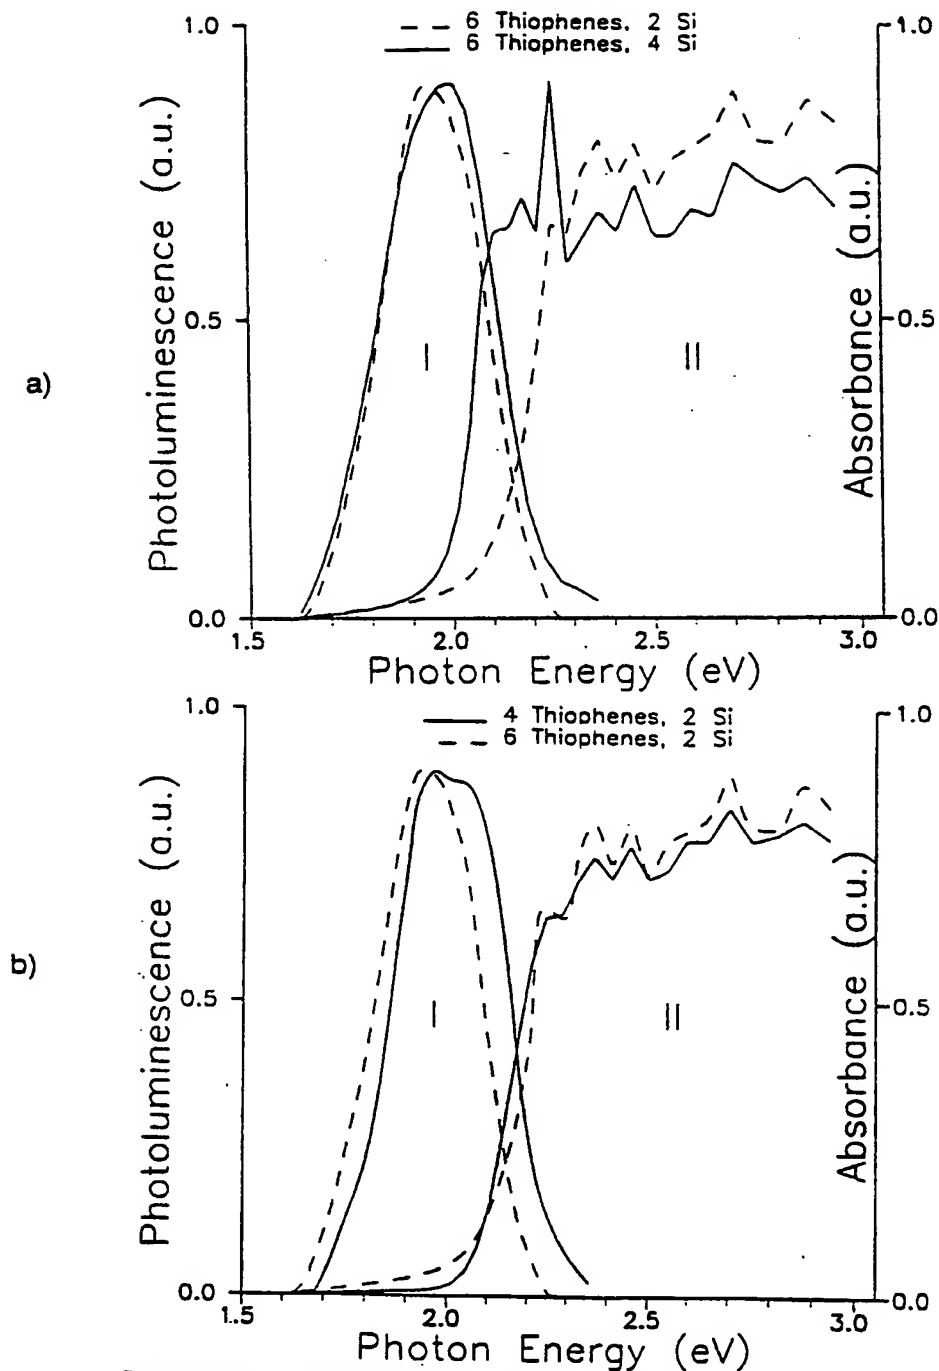 6 Thiophenes, 2 Si
6 Thiophenes, 4 Si
1.0
1.0
Photoluminescence (a.u.)
Absorbance (a.u.)
0.5
0.5
I
II
a)
0.0
0.0
1.5
2.0
2.5
3.0
Photon Energy (eV)
4 Thiophenes, 2 Si
6 Thiophenes, 2 Si
1.0
1.0
Photoluminescence (a.u.)
Absorbance (a.u.)
b)
0.5
0.5
I
II
0.0
0.0
1.5
2.0
2.5
3.0
Photon Energy (eV)